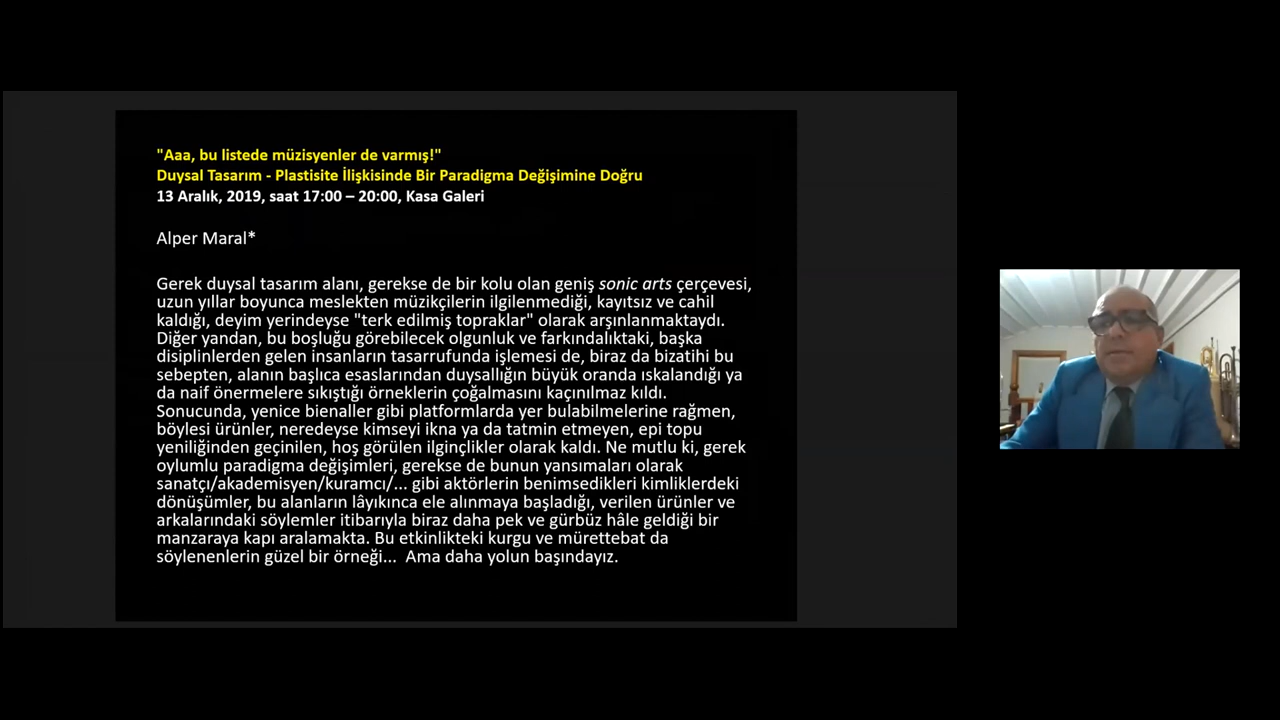 "Aaa, bu listede müzisyenler de varmış!"
Duysal Tasarım - Plastisite İlişkisinde Bir Paradigma Değişimine Doğru
13 Aralık, 2019, saat 17:00 – 20:00, Kasa Galeri
Alper Maral*
Gerek duysal tasarım alanı, gerekse de bir kolu olan geniş sonic arts çerçevesi,
uzun yıllar boyunca meslekten müzikçilerin ilgilenmediği, kayıtsız ve cahil
kaldığı, deyim yerindeyse "terk edilmiş topraklar" olarak arşınlanmaktaydı.
Diğer yandan, bu boşluğu görebilecek olgunluk ve farkındalıktaki, başka
disiplinlerden gelen insanların tasarrufunda işlemesi de, biraz da bizatihi bu
sebepten, alanın başlıca esaslarından duysallığın büyük oranda ıskalandığı ya
da naif önermelere sıkıştığı örneklerin çoğalmasını kaçınılmaz kıldı.
Sonucunda, yenice bienaller gibi platformlarda yer bulabilmelerine rağmen,
böylesi ürünler, neredeyse kimseyi ikna ya da tatmin etmeyen, epi topu
yeniliğinden geçinilen, hoş görülen ilginçlikler olarak kaldı. Ne mutlu ki, gerek
oylumlu paradigma değişimleri, gerekse de bunun yansımaları olarak
sanatçı/akademisyen/kuramcı/... gibi aktörlerin benimsedikleri kimliklerdeki
dönüşümler, bu alanların lâyıkınca ele alınmaya başladığı, verilen ürünler ve
arkalarındaki söylemler itibarıyla biraz daha pek ve gürbüz hâle geldiği bir
manzaraya kapı aralamakta. Bu etkinlikteki kurgu ve mürettebat da
söylenenlerin güzel bir örneği... Ama daha yolun başındayız.